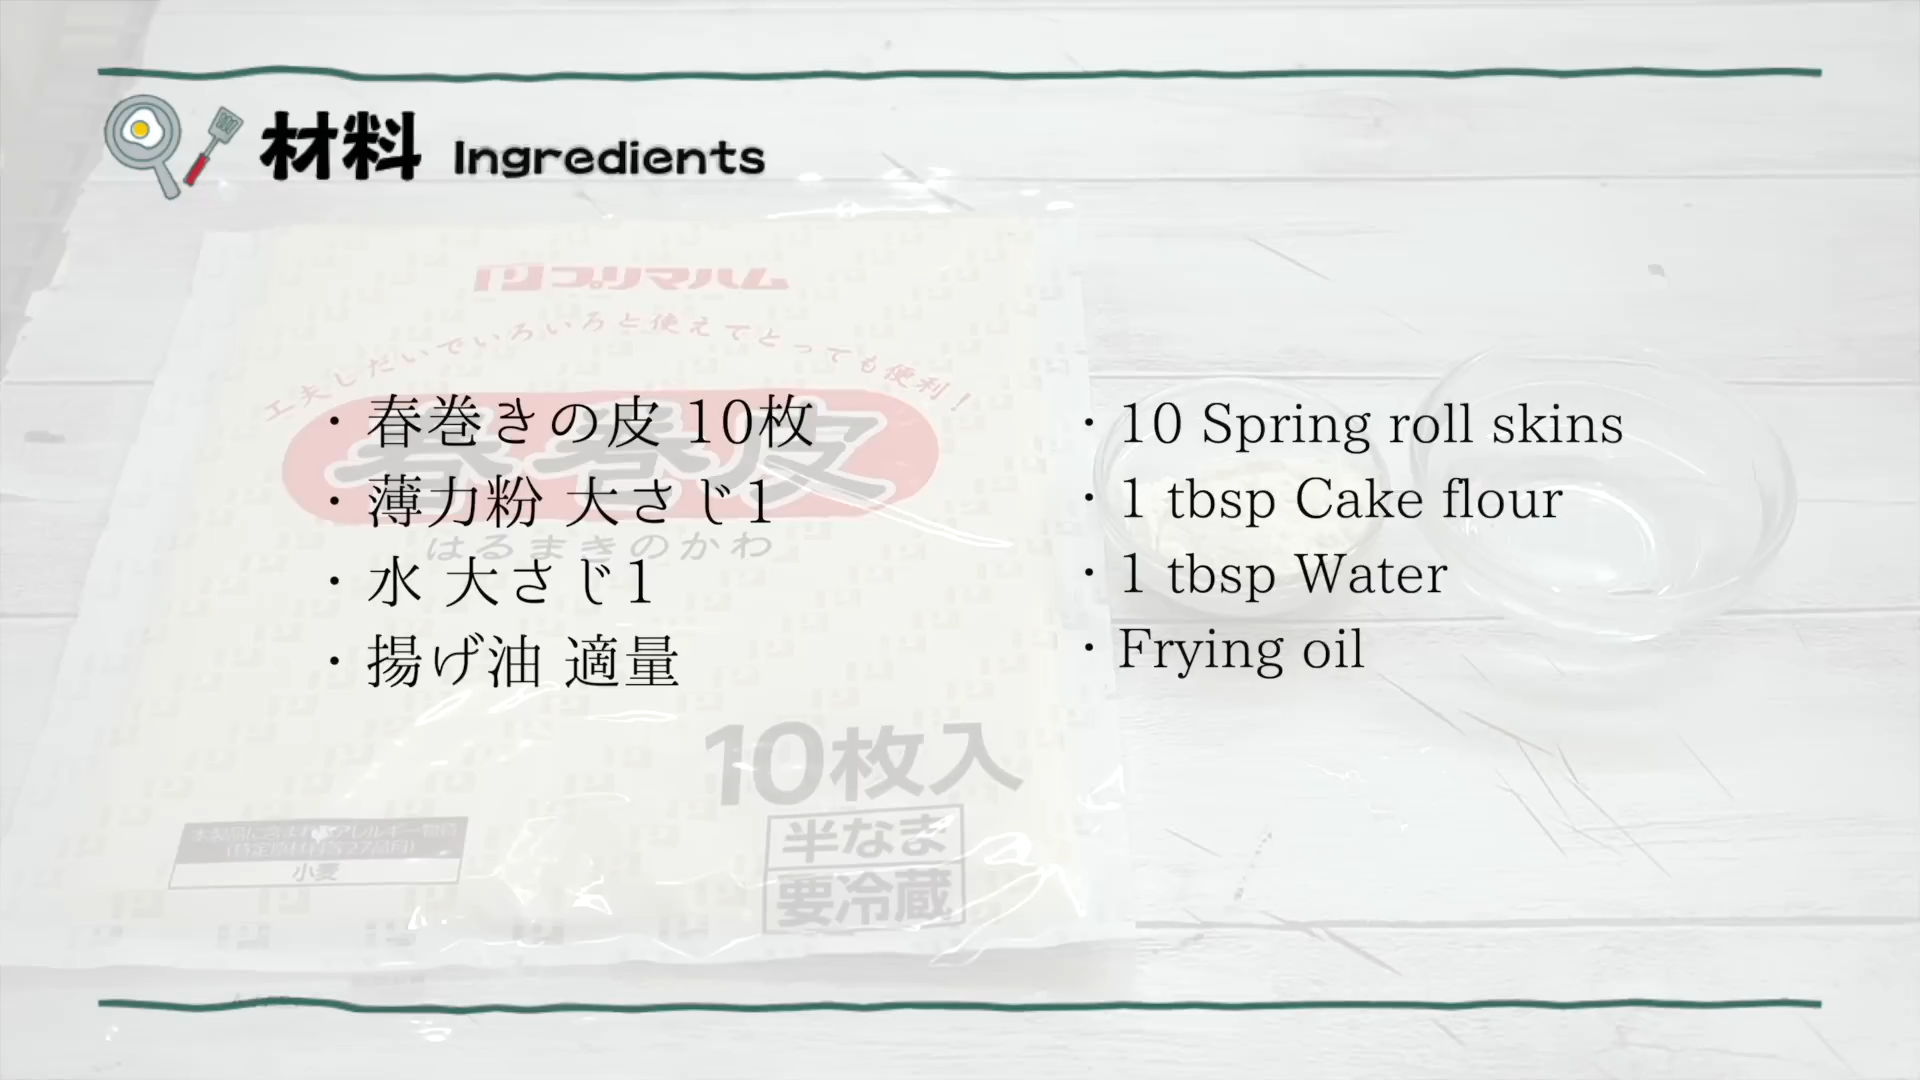 材料 Ingredients
プリマハム
工夫しだいでいろいろと使えてとっても便利！
春巻皮
はるまきのかわ
・春巻きの皮 10枚
・薄力粉 大さじ1
・水 大さじ1
・揚げ油 適量
・10 Spring roll skins
・1 tbsp Cake flour
・1 tbsp Water
・Frying oil
10枚入
半なま
要冷蔵
小麦